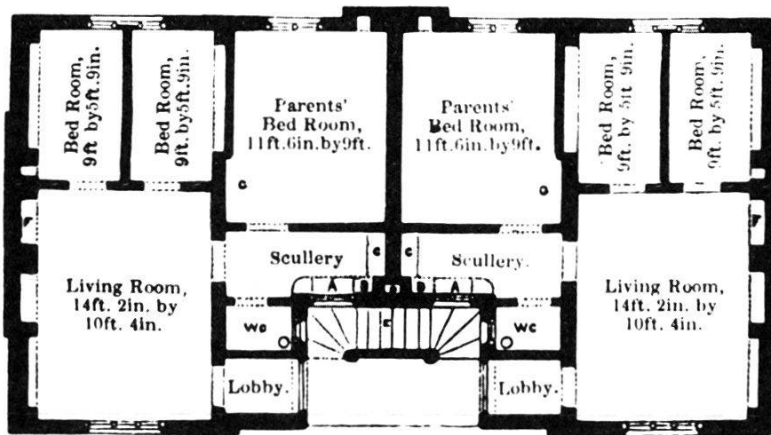 Bed Room,
9ft by 5ft. 9in.
Bed Room,
9ft. by 5ft. 9in.
Parents'
Bed Room,
11ft. 6in. by 9ft.
Parents'
Bed Room,
11ft. 6in. by 9ft.
Bed Room,
9ft. by 5ft 9in.
Bed Room,
9ft. by 5ft. 9in.
Scullery
Scullery.
C
C
A
B
A
F
F
Living Room,
14ft. 2in. by
10ft. 4in.
Living Room,
14ft. 2in. by
10ft. 4in.
WC
Lobby.
Lobby.